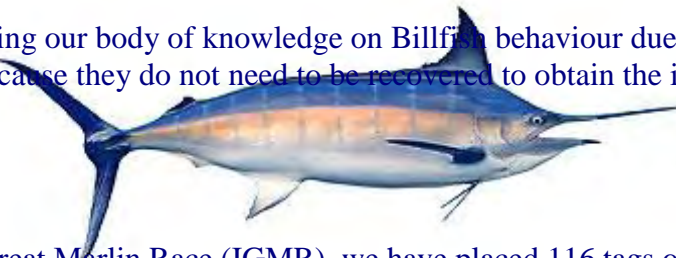 ing our body of knowledge on Billfish behaviour due
cause they do not need to be recovered to obtain the i
reat Marlin Race (IGMR), we have placed 116 tags o